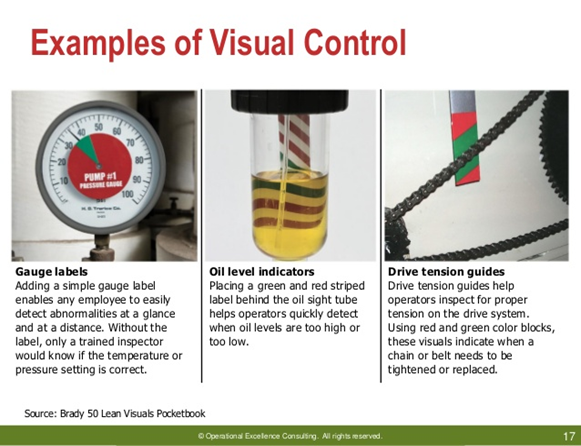 Examples of Visual Control
10
20
30
40
50
60
70
80
90
100
PUMP #1
PRESSURE GAUGE
Gauge labels
Adding a simple gauge label
enables any employee to easily
detect abnormalities at a glance
and at a distance. Without the
label, only a trained inspector
would know if the temperature or
pressure setting is correct.
Oil level indicators
Placing a green and red striped
label behind the oil sight tube
helps operators quickly detect
when oil levels are too high or
too low.
Drive tension guides
Drive tension guides help
operators inspect for proper
tension on the drive system.
Using red and green color blocks,
these visuals indicate when a
chain or belt needs to be
tightened or replaced.
Source: Brady 50 Lean Visuals Pocketbook
© Operational Excellence Consulting. All rights reserved.
17